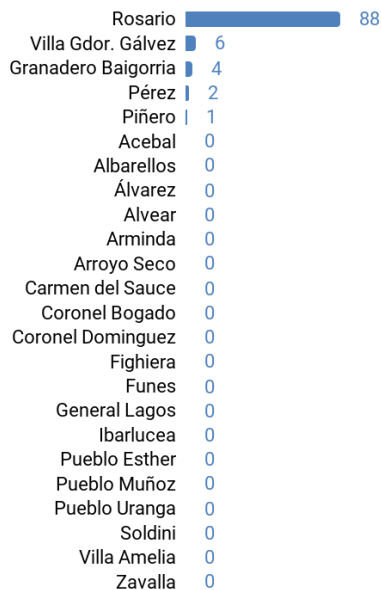 Rosario 88
Villa Gdor. Gálvez 6
Granadero Baigorria 4
Pérez 2
Piñero 1
Acebal 0
Albarellos 0
Álvarez 0
Alvear 0
Arminda 0
Arroyo Seco 0
Carmen del Sauce 0
Coronel Bogado 0
Coronel Dominguez 0
Fighiera 0
Funes 0
General Lagos 0
Ibarlucea 0
Pueblo Esther 0
Pueblo Muñoz 0
Pueblo Uranga 0
Soldini 0
Villa Amelia 0
Zavalla 0